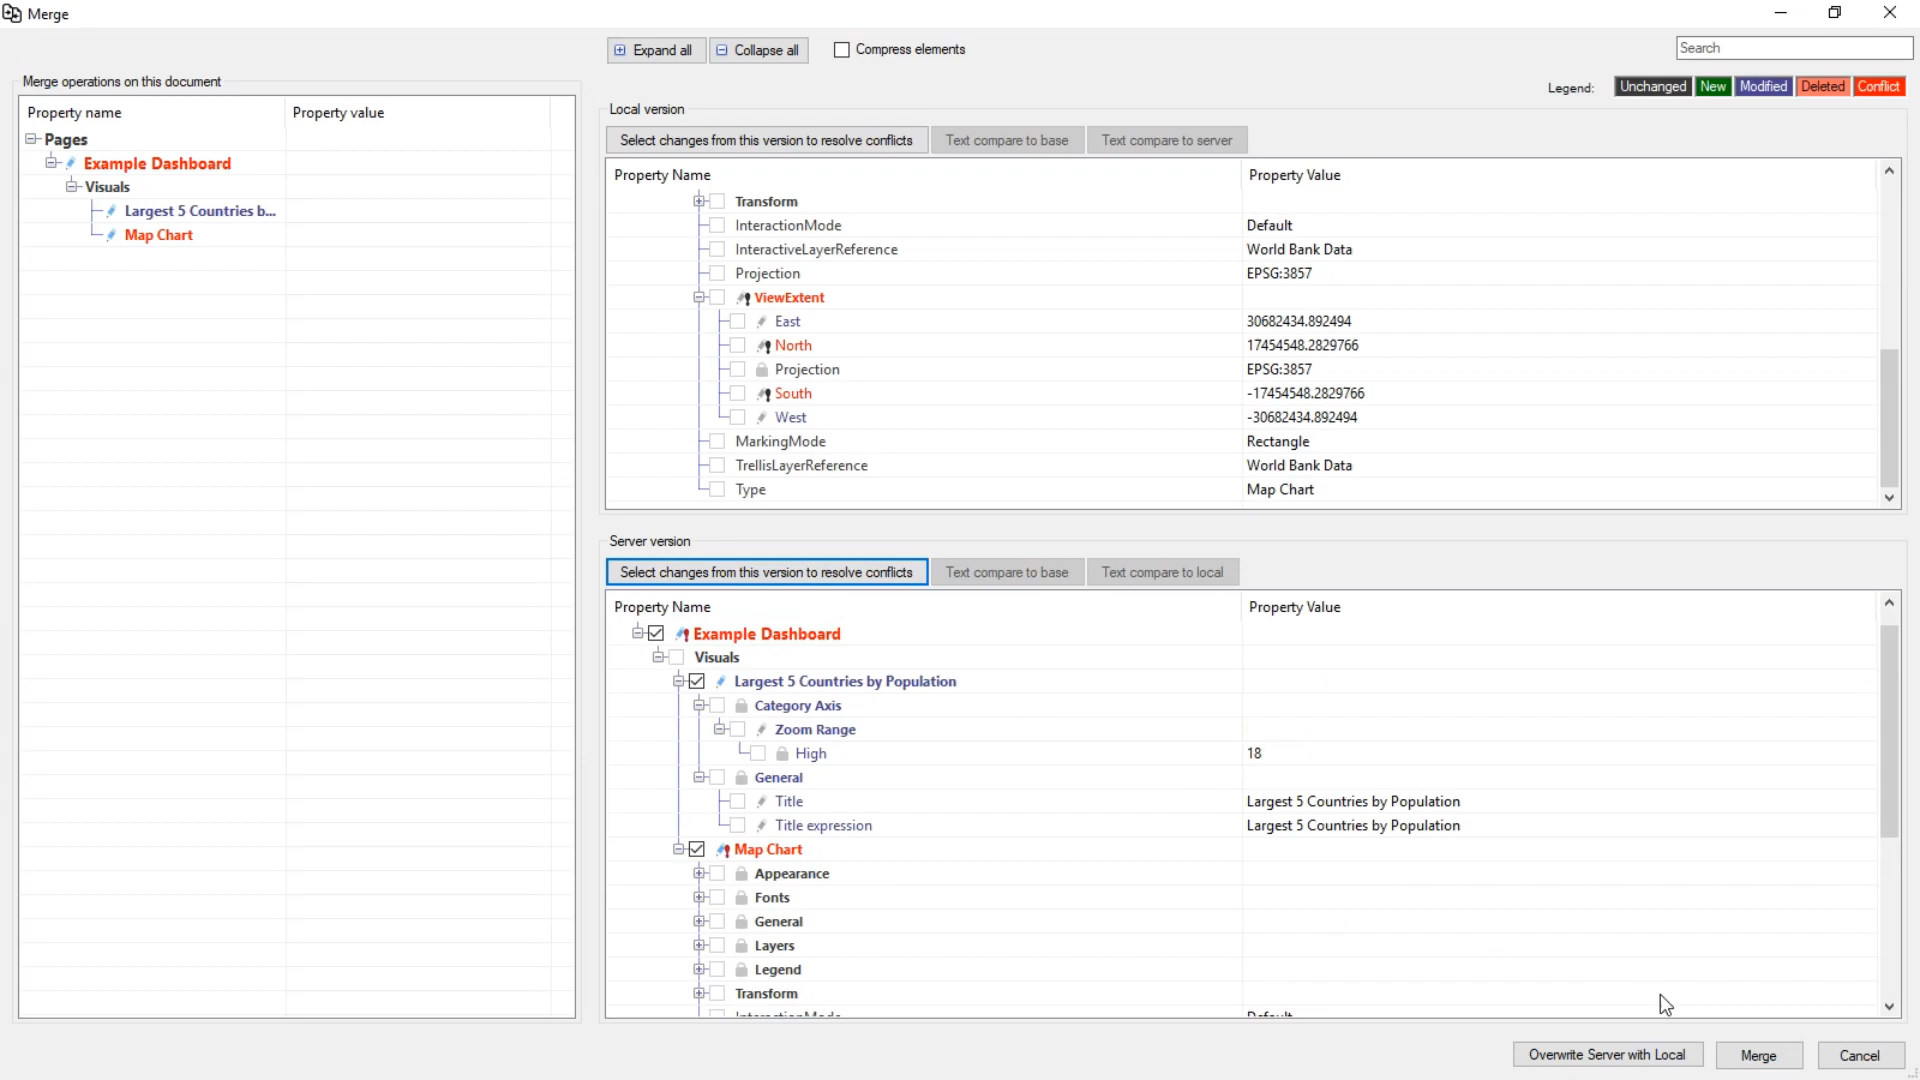 Merge
Expand all
Collapse all
Compress elements
Search
Legend:
Unchanged
New
Modified
Deleted
Conflict
Merge operations on this document
Property name
Property value
Pages
Example Dashboard
Visuals
Largest 5 Countries b...
Map Chart
Local version
Select changes from this version to resolve conflicts
Text compare to base
Text compare to server
Property Name
Property Value
Transform
InteractionMode Default
InteractiveLayerReference World Bank Data
Projection EPSG:3857
ViewExtent
East 30682434.892494
North 17454548.2829766
Projection EPSG:3857
South -17454548.2829766
West -30682434.892494
MarkingMode Rectangle
TrellisLayerReference World Bank Data
Type Map Chart
Server version
Select changes from this version to resolve conflicts
Text compare to base
Text compare to local
Property Name
Property Value
Example Dashboard
Visuals
Largest 5 Countries by Population
Category Axis
Zoom Range
High 18
General
Title Largest 5 Countries by Population
Title expression Largest 5 Countries by Population
Map Chart
Appearance
Fonts
General
Layers
Legend
Transform
InteractionMode Default
Overwrite Server with Local
Merge
Cancel